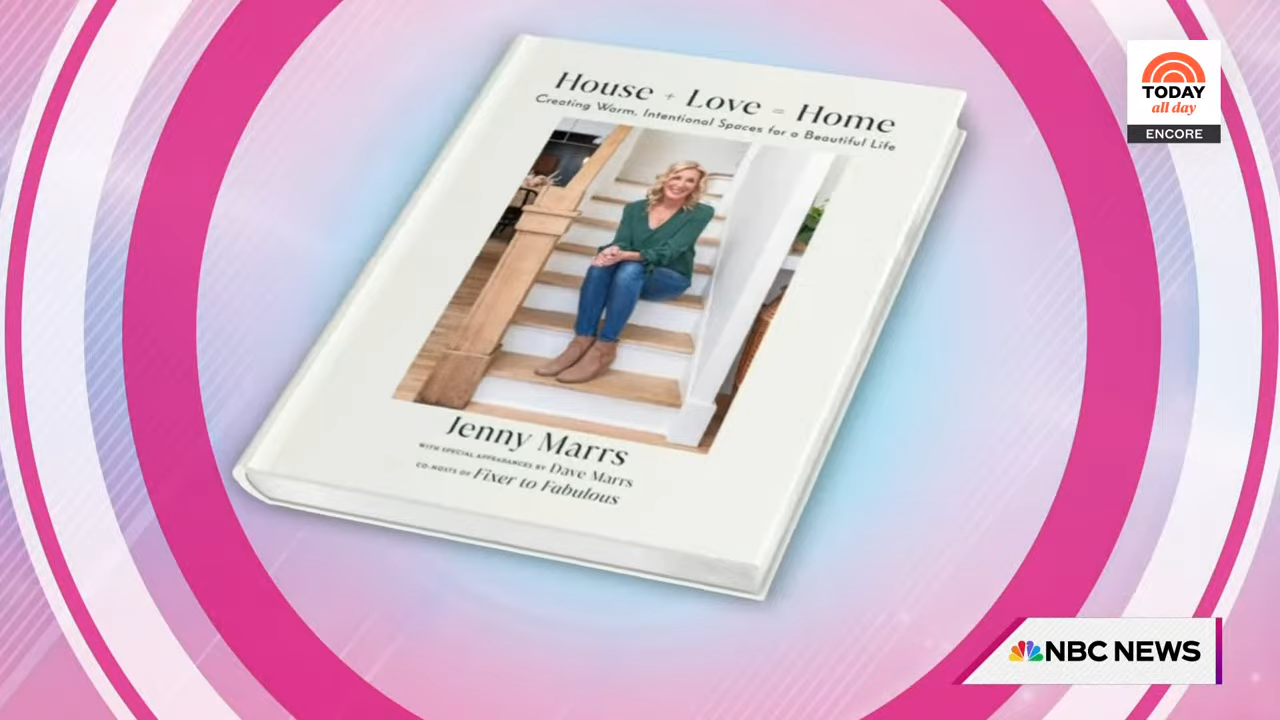 House + Love = Home
Creating Warm, Intentional Spaces for a Beautiful Life
Jenny Marrs
WITH SPECIAL APPEARANCES BY Dave Marrs
CO-HOSTS OF Fixer to Fabulous
TODAY
all day
ENCORE
NBC NEWS